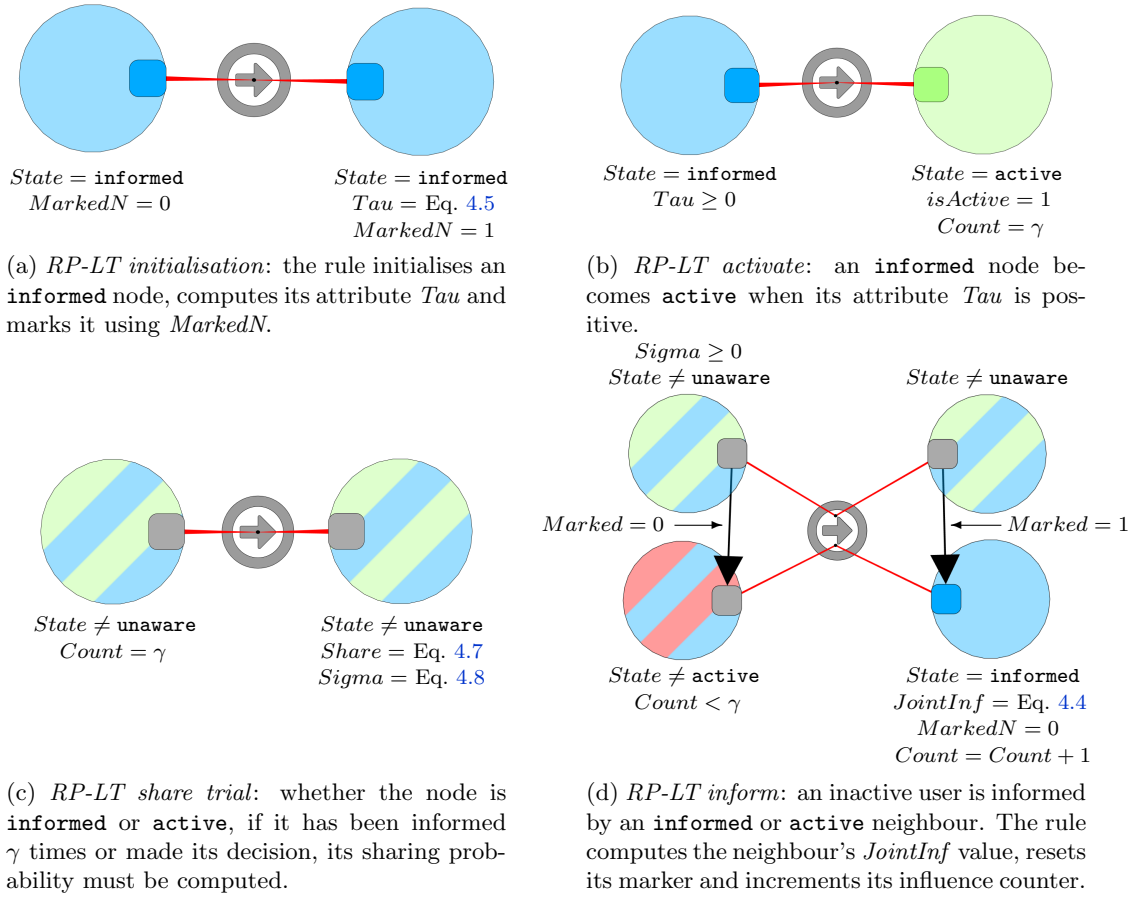 State = informed
MarkedN = 0
State = informed
Tau = Eq. 4.5
MarkedN = 1
(a) RP-LT initialisation: the rule initialises an
informed node, computes its attribute Tau and
marks it using MarkedN.
State = informed
Tau ≥ 0
State = active
isActive = 1
Count = γ
(b) RP-LT activate: an informed node be-
comes active when its attribute Tau is pos-
itive.
State ≠ unaware
Count = γ
State ≠ unaware
Share = Eq. 4.7
Sigma = Eq. 4.8
(c) RP-LT share trial: whether the node is
informed or active, if it has been informed
γ times or made its decision, its sharing prob-
ability must be computed.
Sigma ≥ 0
State ≠ unaware
State ≠ unaware
Marked = 0
Marked = 1
State ≠ active
Count < γ
State = informed
JointInf = Eq. 4.4
MarkedN = 0
Count = Count + 1
(d) RP-LT inform: an inactive user is informed
by an informed or active neighbour. The rule
computes the neighbour's JointInf value, resets
its marker and increments its influence counter.